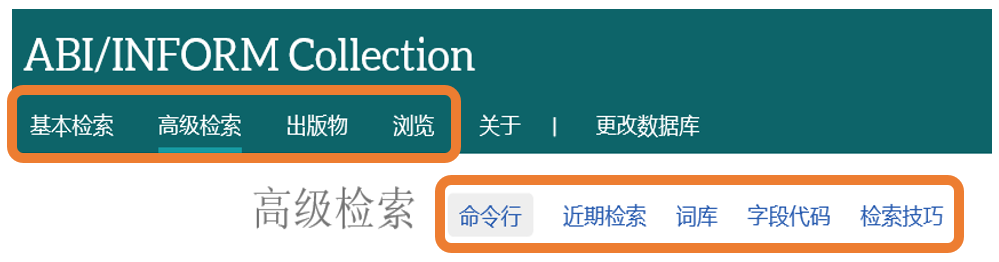 ABI/INFORM Collection
基本检索 高级检索 出版物 浏览 关于 | 更改数据库
高级检索 命令行 近期检索 词库 字段代码 检索技巧